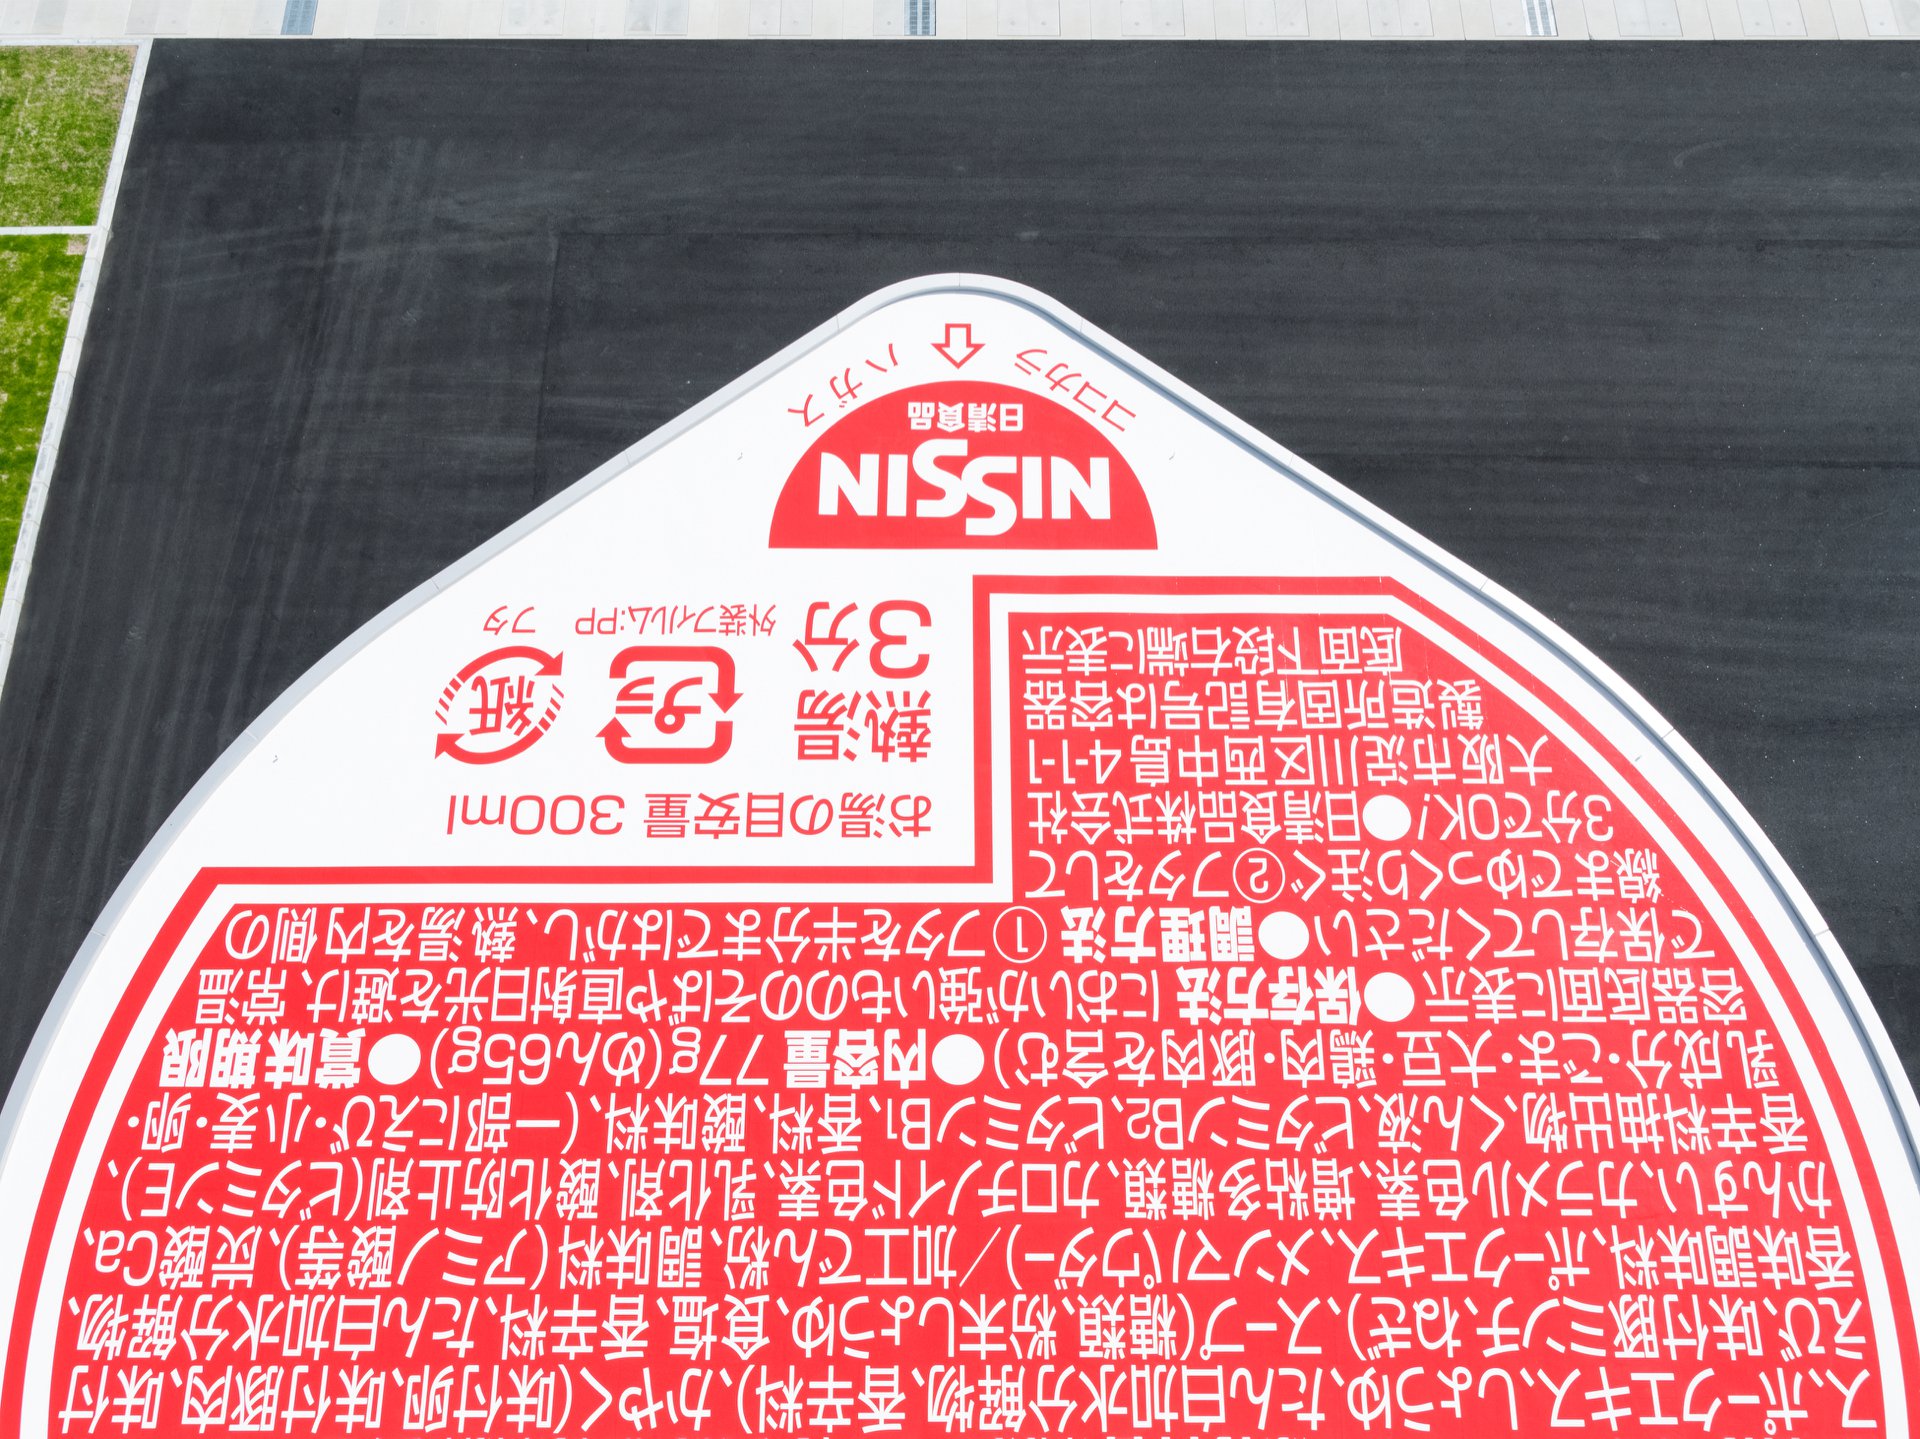 ス、ポークエキス、しょうゆ、たん白加水分解物、香辛料)、かやく(味付卵、味付豚肉、味付
えび、味付豚ミンチ、ねぎ)、スープ(糖類、粉末しょうゆ、食塩、香辛料、たん白加水分解物、
香味調味料、ポークエキス、メンマパウダー)／加工でん粉、調味料(アミノ酸等)、炭酸Ca、
かんすい、カラメル色素、増粘多糖類、カロチノイド色素、乳化剤、酸化防止剤(ビタミンE)、
香辛料抽出物、くん液、ビタミンB2、ビタミンB1、香料、酸味料、(一部にえび・小麦・卵・
乳成分・ごま・大豆・鶏肉・豚肉を含む)●内容量 77g(めん65g)●賞味期限
容器底面に表示●保存方法 においが強いもののそばや直射日光を避け、常温
で保存してください●調理方法 ①フタを半分まではがし、熱湯を内側の
線までゆっくり注ぐ②フタをして
3分でOK!●日清食品株式会社
大阪市淀川区西中島4-1-1
製造所固有記号は容器
底面下段右端に表示
お湯の目安量 300ml
熱湯
3分
プラ
外装フィルム:PP
紙
フタ
NISSIN
日清食品
ココカラ ハガス